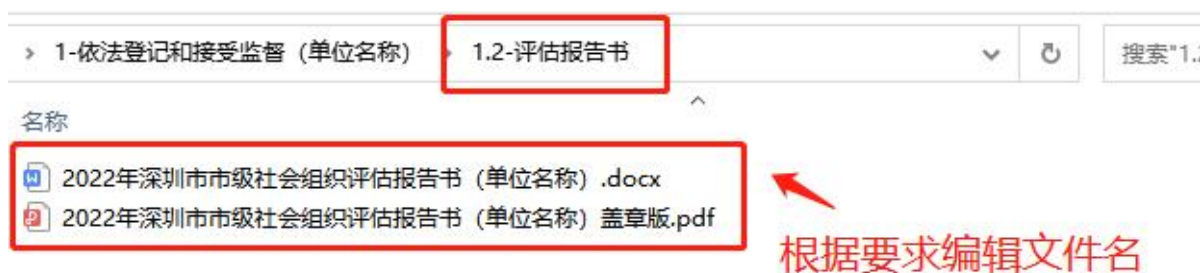 1-依法登记和接受监督（单位名称） 1.2-评估报告书 搜索"1.
名称
2022年深圳市市级社会组织评估报告书（单位名称）.docx
2022年深圳市市级社会组织评估报告书（单位名称）盖章版.pdf
根据要求编辑文件名